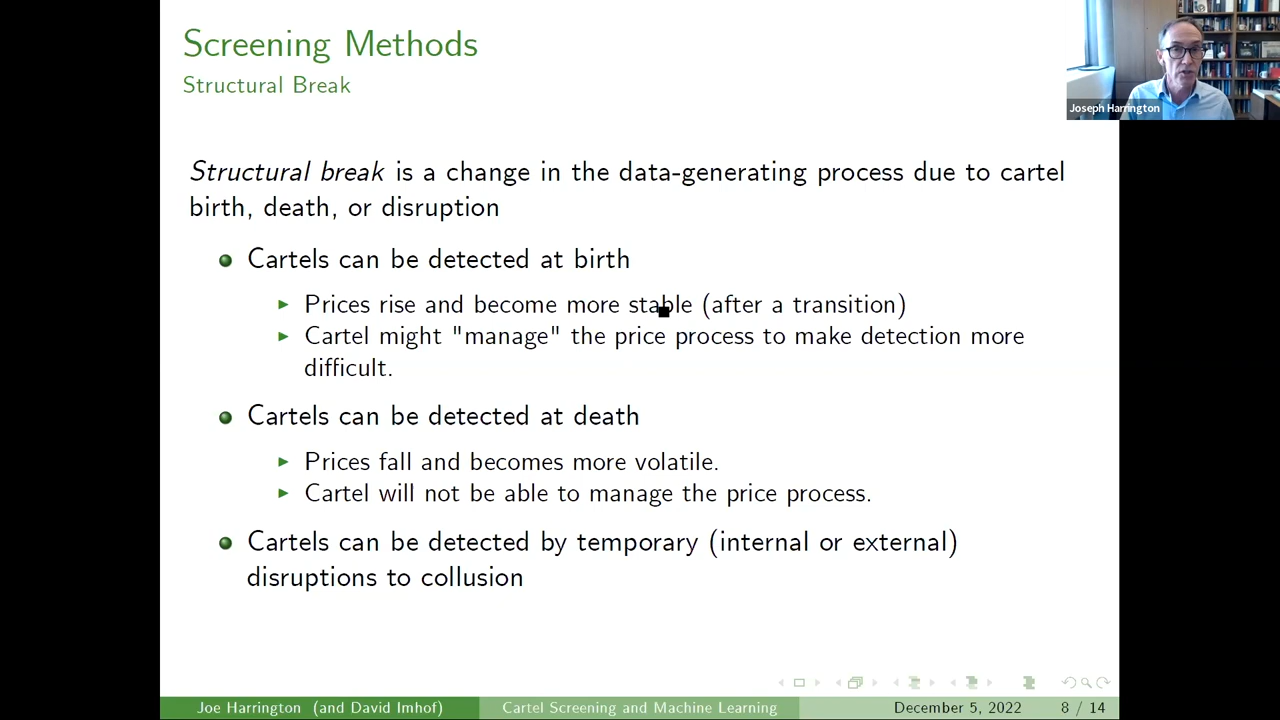 Screening Methods
Structural Break
Joseph Harrington
Structural break is a change in the data-generating process due to cartel
birth, death, or disruption
Cartels can be detected at birth
Prices rise and become more stable (after a transition)
Cartel might "manage" the price process to make detection more
difficult.
Cartels can be detected at death
Prices fall and becomes more volatile.
Cartel will not be able to manage the price process.
Cartels can be detected by temporary (internal or external)
disruptions to collusion
Joe Harrington (and David Imhof) Cartel Screening and Machine Learning December 5, 2022 8 / 14